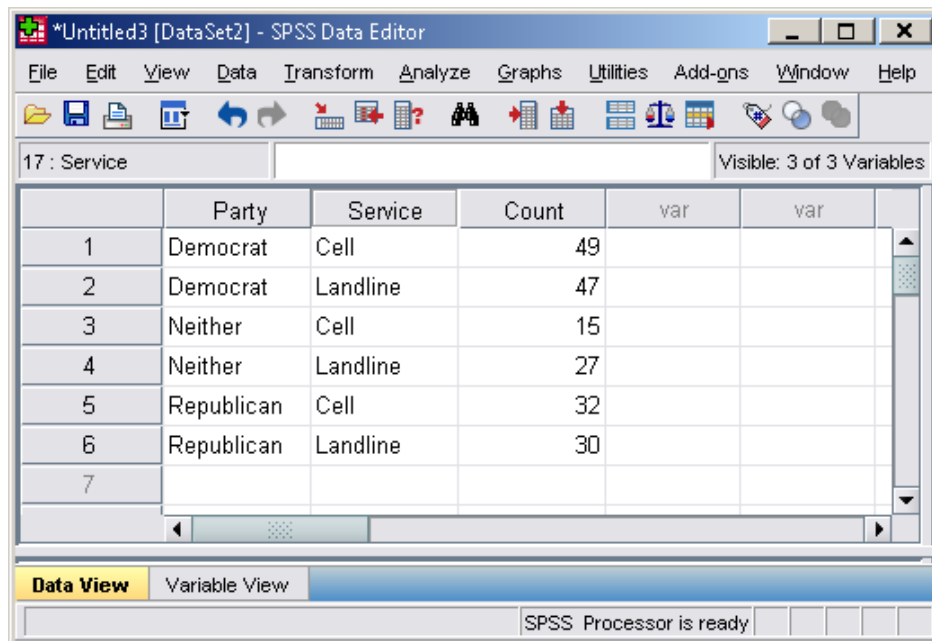 *Untitled3 [DataSet2] - SPSS Data Editor
File Edit View Data Transform Analyze Graphs Utilities Add-ons Window Help
17 : Service Visible: 3 of 3 Variables
Party Service Count var var
1 Democrat Cell 49
2 Democrat Landline 47
3 Neither Cell 15
4 Neither Landline 27
5 Republican Cell 32
6 Republican Landline 30
7
Data View Variable View
SPSS Processor is ready